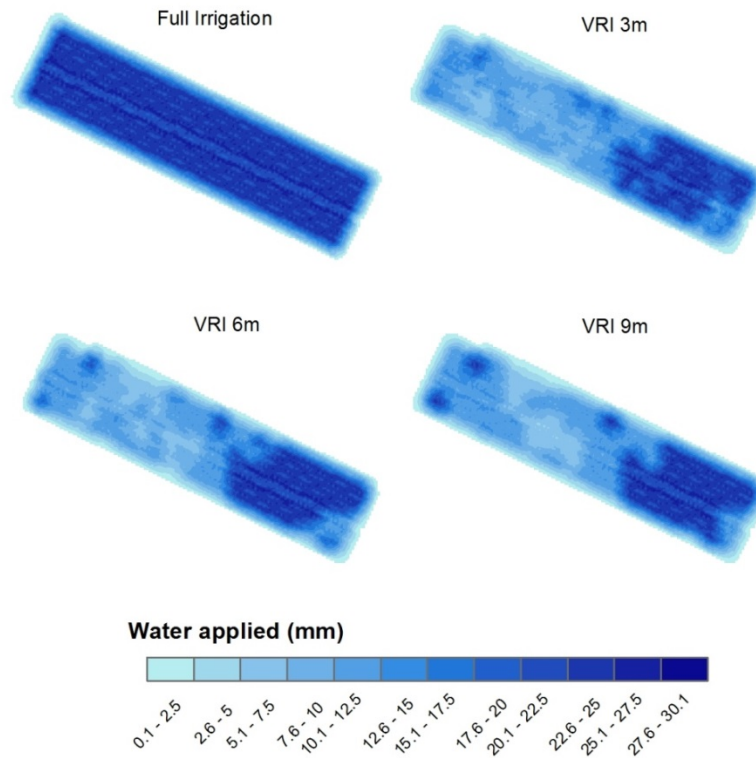 Full Irrigation
VRI 3m
VRI 6m
VRI 9m
Water applied (mm)
0.1 - 2.5
2.6 - 5
5.1 - 7.5
7.6 - 10
10.1 - 12.5
12.6 - 15
15.1 - 17.5
17.6 - 20
20.1 - 22.5
22.6 - 25
25.1 - 27.5
27.6 - 30.1